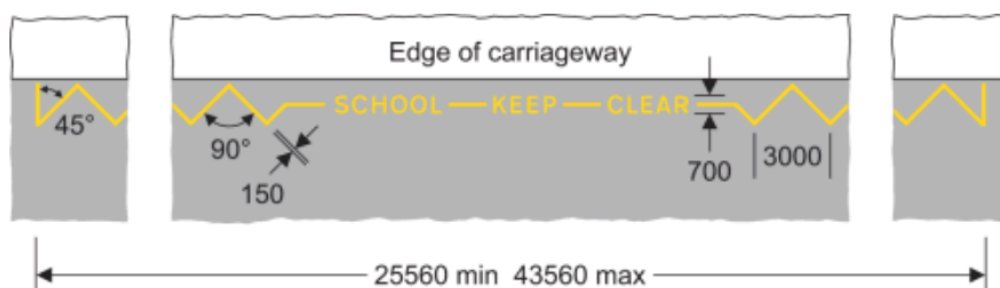 Edge of carriageway
SCHOOL KEEP CLEAR
45°
90°
150
700
3000
25560 min 43560 max